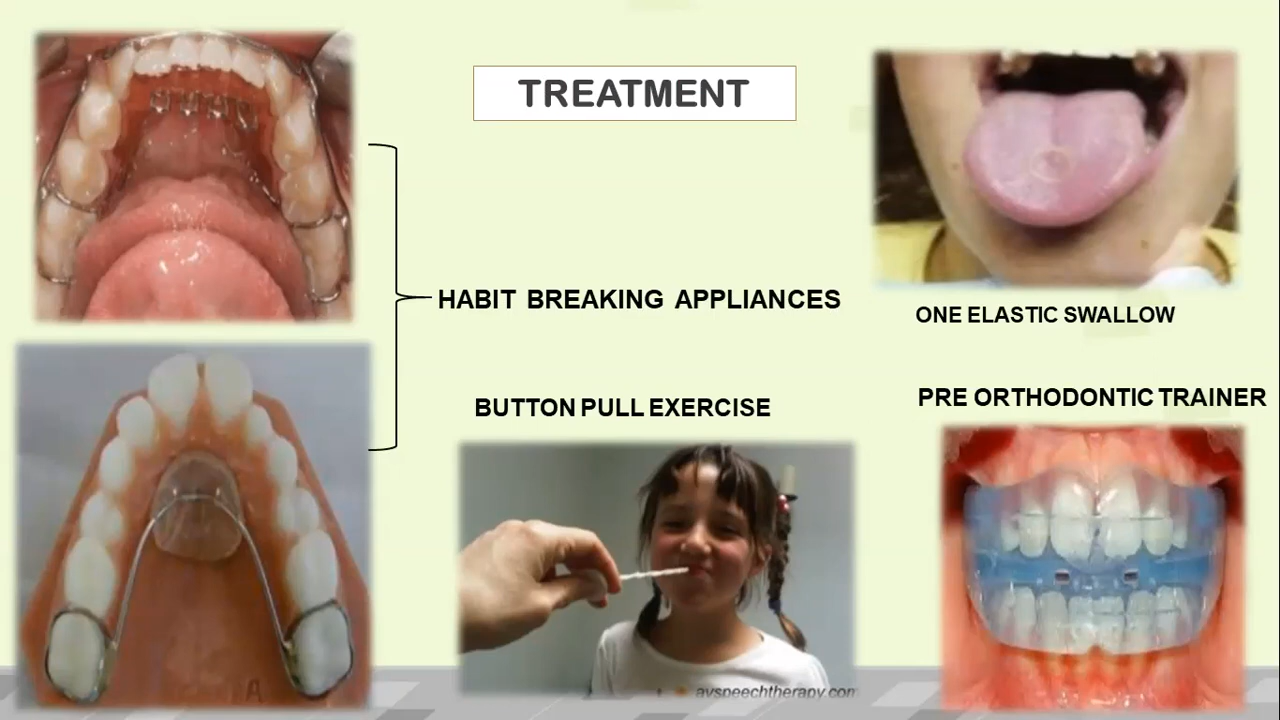 TREATMENT
HABIT BREAKING APPLIANCES
ONE ELASTIC SWALLOW
BUTTON PULL EXERCISE
PRE ORTHODONTIC TRAINER
avspeechtherapy.com